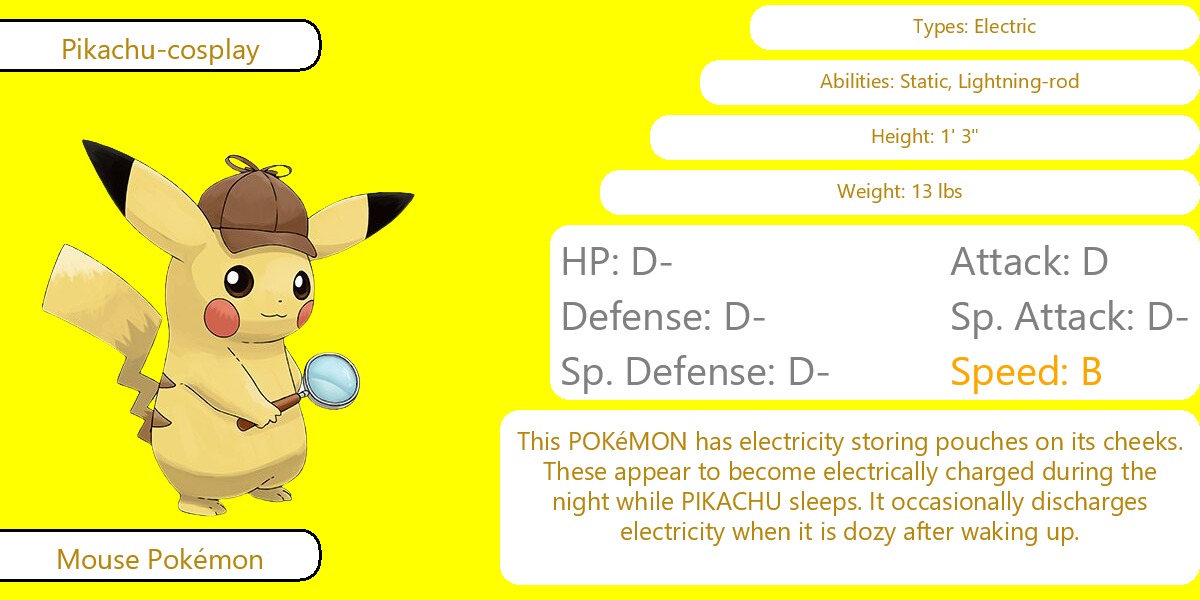 Pikachu-cosplay
Types: Electric
Abilities: Static, Lightning-rod
Height: 1' 3"
Weight: 13 lbs
HP: D-
Attack: D
Defense: D-
Sp. Attack: D-
Sp. Defense: D-
Speed: B
This POKéMON has electricity storing pouches on its cheeks.
These appear to become electrically charged during the
night while PIKACHU sleeps. It occasionally discharges
electricity when it is dozy after waking up.
Mouse Pokémon